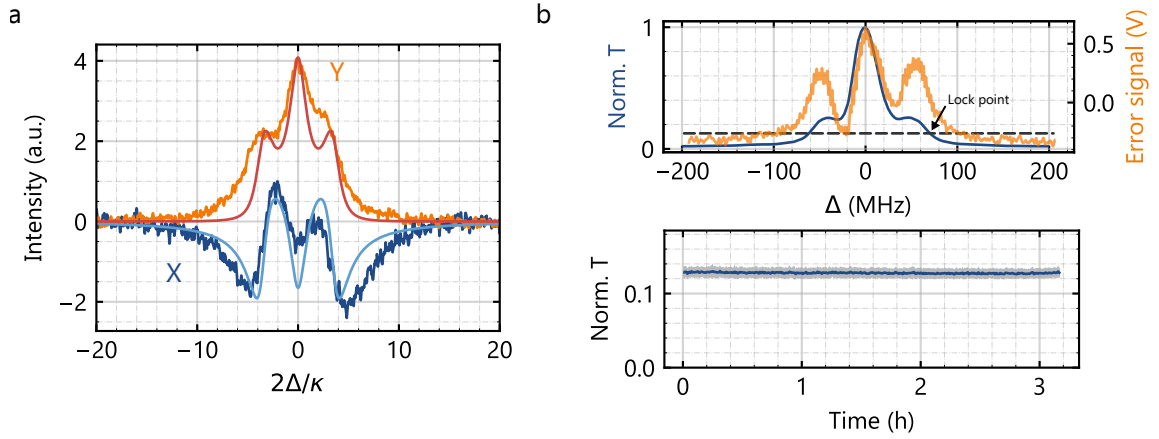 a
Intensity (a.u.)
4
2
0
−2
Y
X
−20
−10
0
10
20
2Δ/κ
b
Norm. T
1
0
Error signal (V)
0.5
0.0
Lock point
−200
−100
0
100
200
Δ (MHz)
Norm. T
0.1
0.0
0
1
2
3
Time (h)